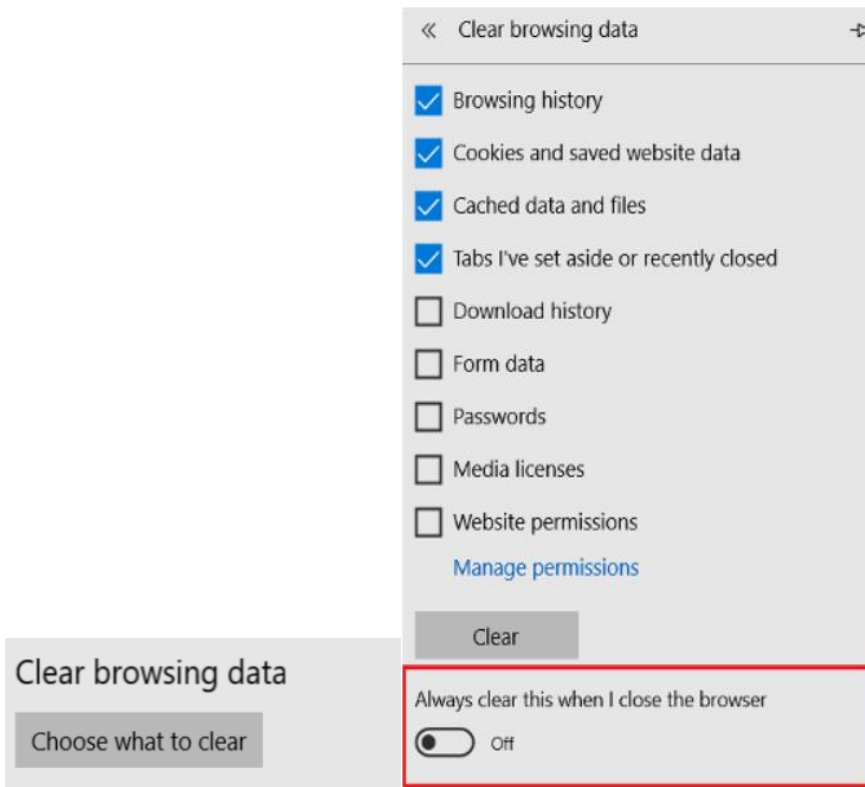 Clear browsing data
Choose what to clear
Clear browsing data
Browsing history
Cookies and saved website data
Cached data and files
Tabs I've set aside or recently closed
Download history
Form data
Passwords
Media licenses
Website permissions
Manage permissions
Clear
Always clear this when I close the browser
Off